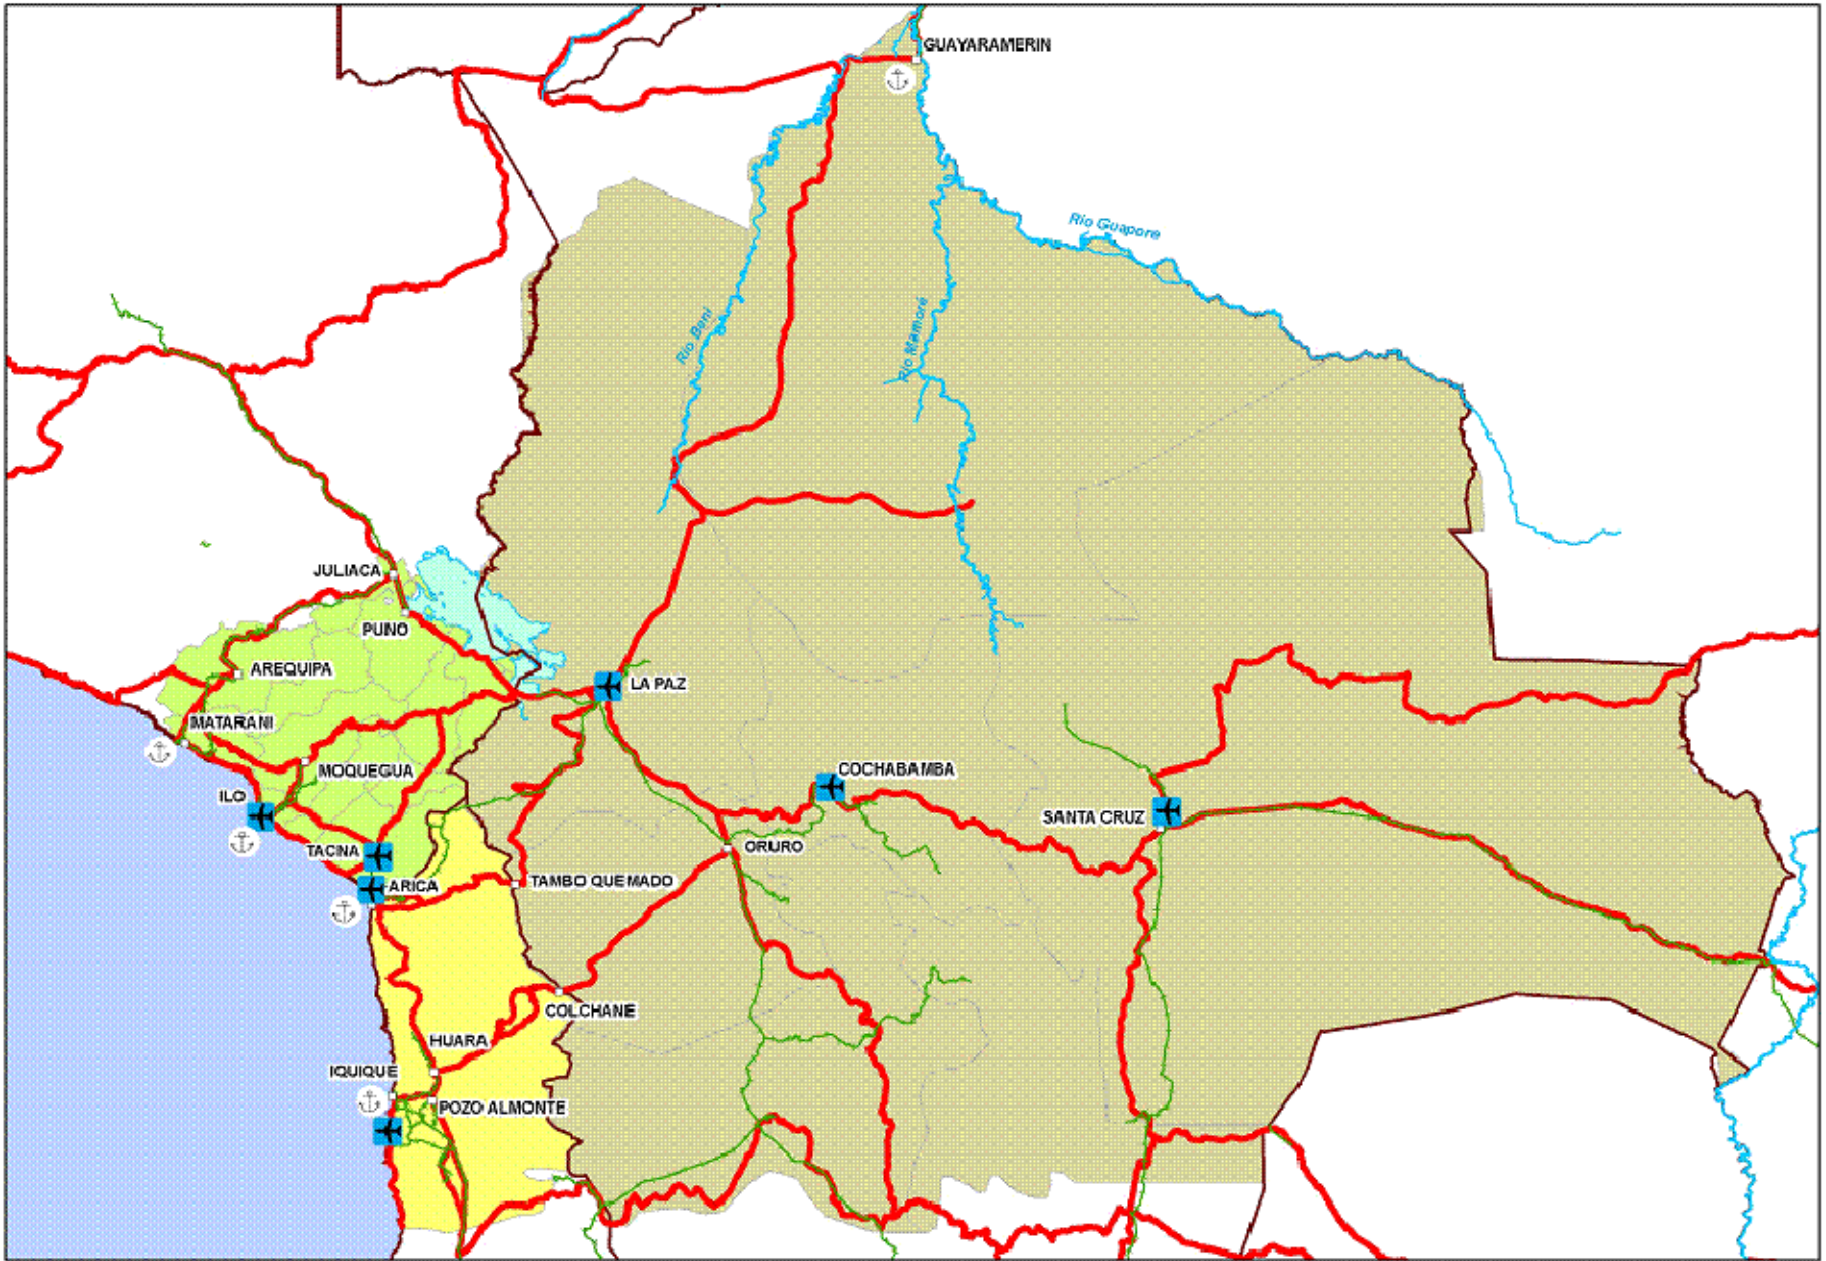 GUAYARAMERIN
Rio Guapore
Rio Beni
Rio Mamoré
JULIACA
PUNO
AREQUIPA
LA PAZ
MATARANI
MOQUEGUA
COCHABAMBA
ILO
SANTA CRUZ
TACNA
ORURO
ARICA
TAMBO QUEMADO
COLCHANE
HUARA
IQUIQUE
POZO ALMONTE